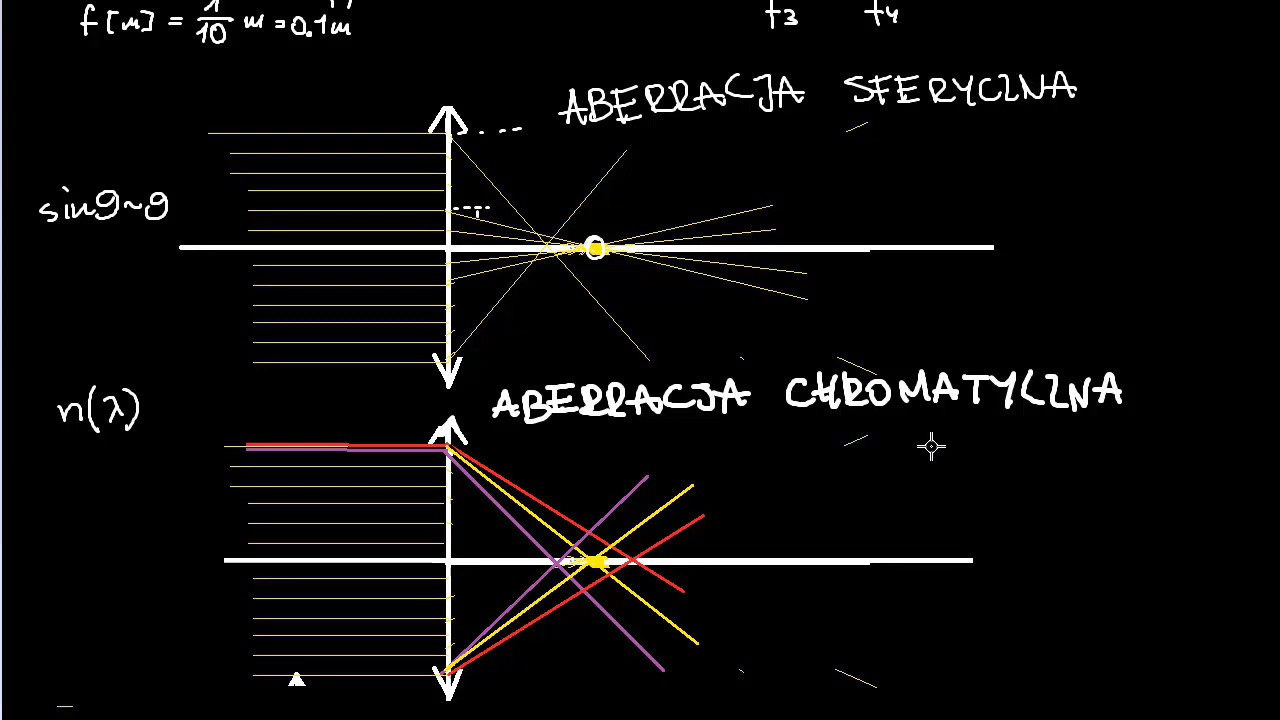 f[m] = 1/10 m = 0.1m
f3 f4
ABERRACJA SFERYCZNA
sinϑ~ϑ
ABERRACJA CHROMATYCZNA
n(λ)